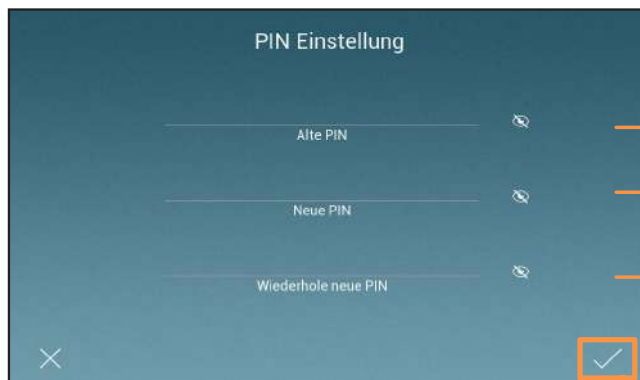 PIN Einstellung
Alte PIN
Neue PIN
Wiederhole neue PIN